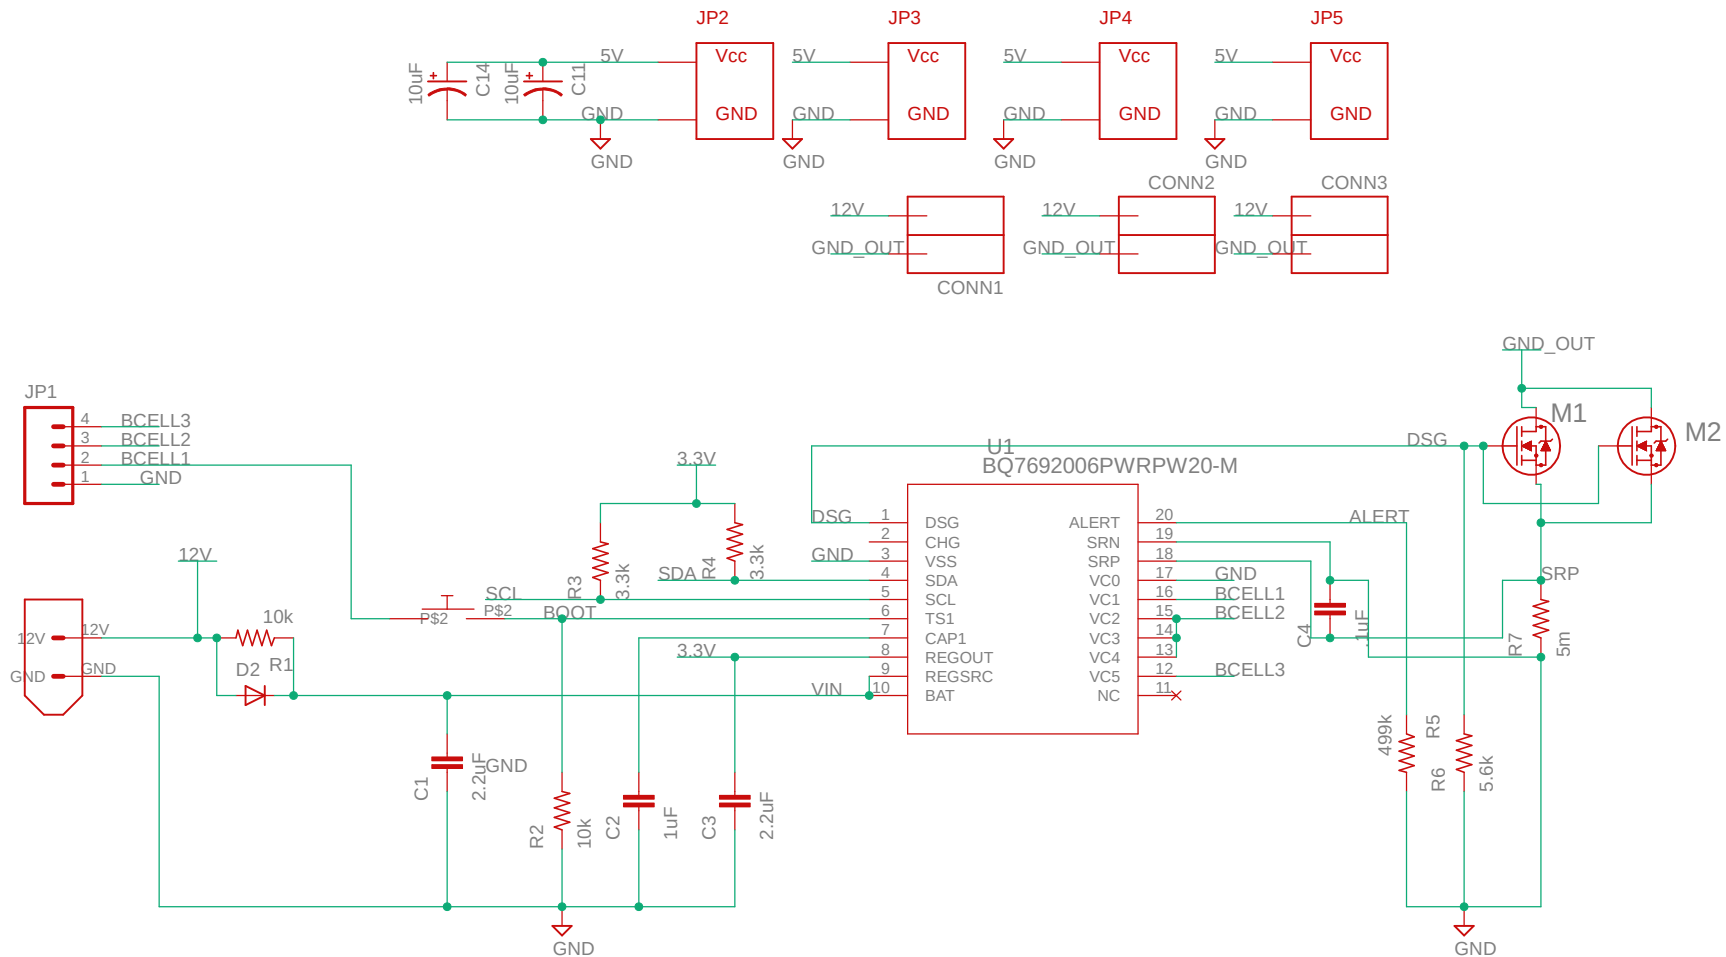 JP2
JP3
JP4
JP5
10uF
C14
10uF
C11
5V
Vcc
GND
GND
GND
5V
Vcc
GND
GND
GND
5V
Vcc
GND
GND
GND
5V
Vcc
GND
GND
GND
CONN2
CONN3
12V
GND_OUT
CONN1
12V
GND_OUT
12V
GND_OUT
GND_OUT
JP1
4 BCELL3
3 BCELL2
2 BCELL1
1 GND
M1
M2
DSG
U1
BQ7692006PWRPW20-M
3.3V
R3
3.3k
R4
3.3k
DSG 1 DSG
2 CHG
GND 3 VSS
SDA 4 SDA
SCL 5 SCL
P$2
P$2
BOOT 6 TS1
7 CAP1
3.3V 8 REGOUT
9 REGSRC
VIN 10 BAT
ALERT 20 ALERT
SRN 19
SRP 18
VC0 17 GND
VC1 16 BCELL1
VC2 15 BCELL2
VC3 14
VC4 13
VC5 12 BCELL3
NC 11
C4
1uF
SRP
R7
5m
12V
12V 12V
GND GND
10k
R1
D2
C1
2.2uF
GND
R2
10k
C2
1uF
C3
2.2uF
499k
R5
R6
5.6k
GND
GND